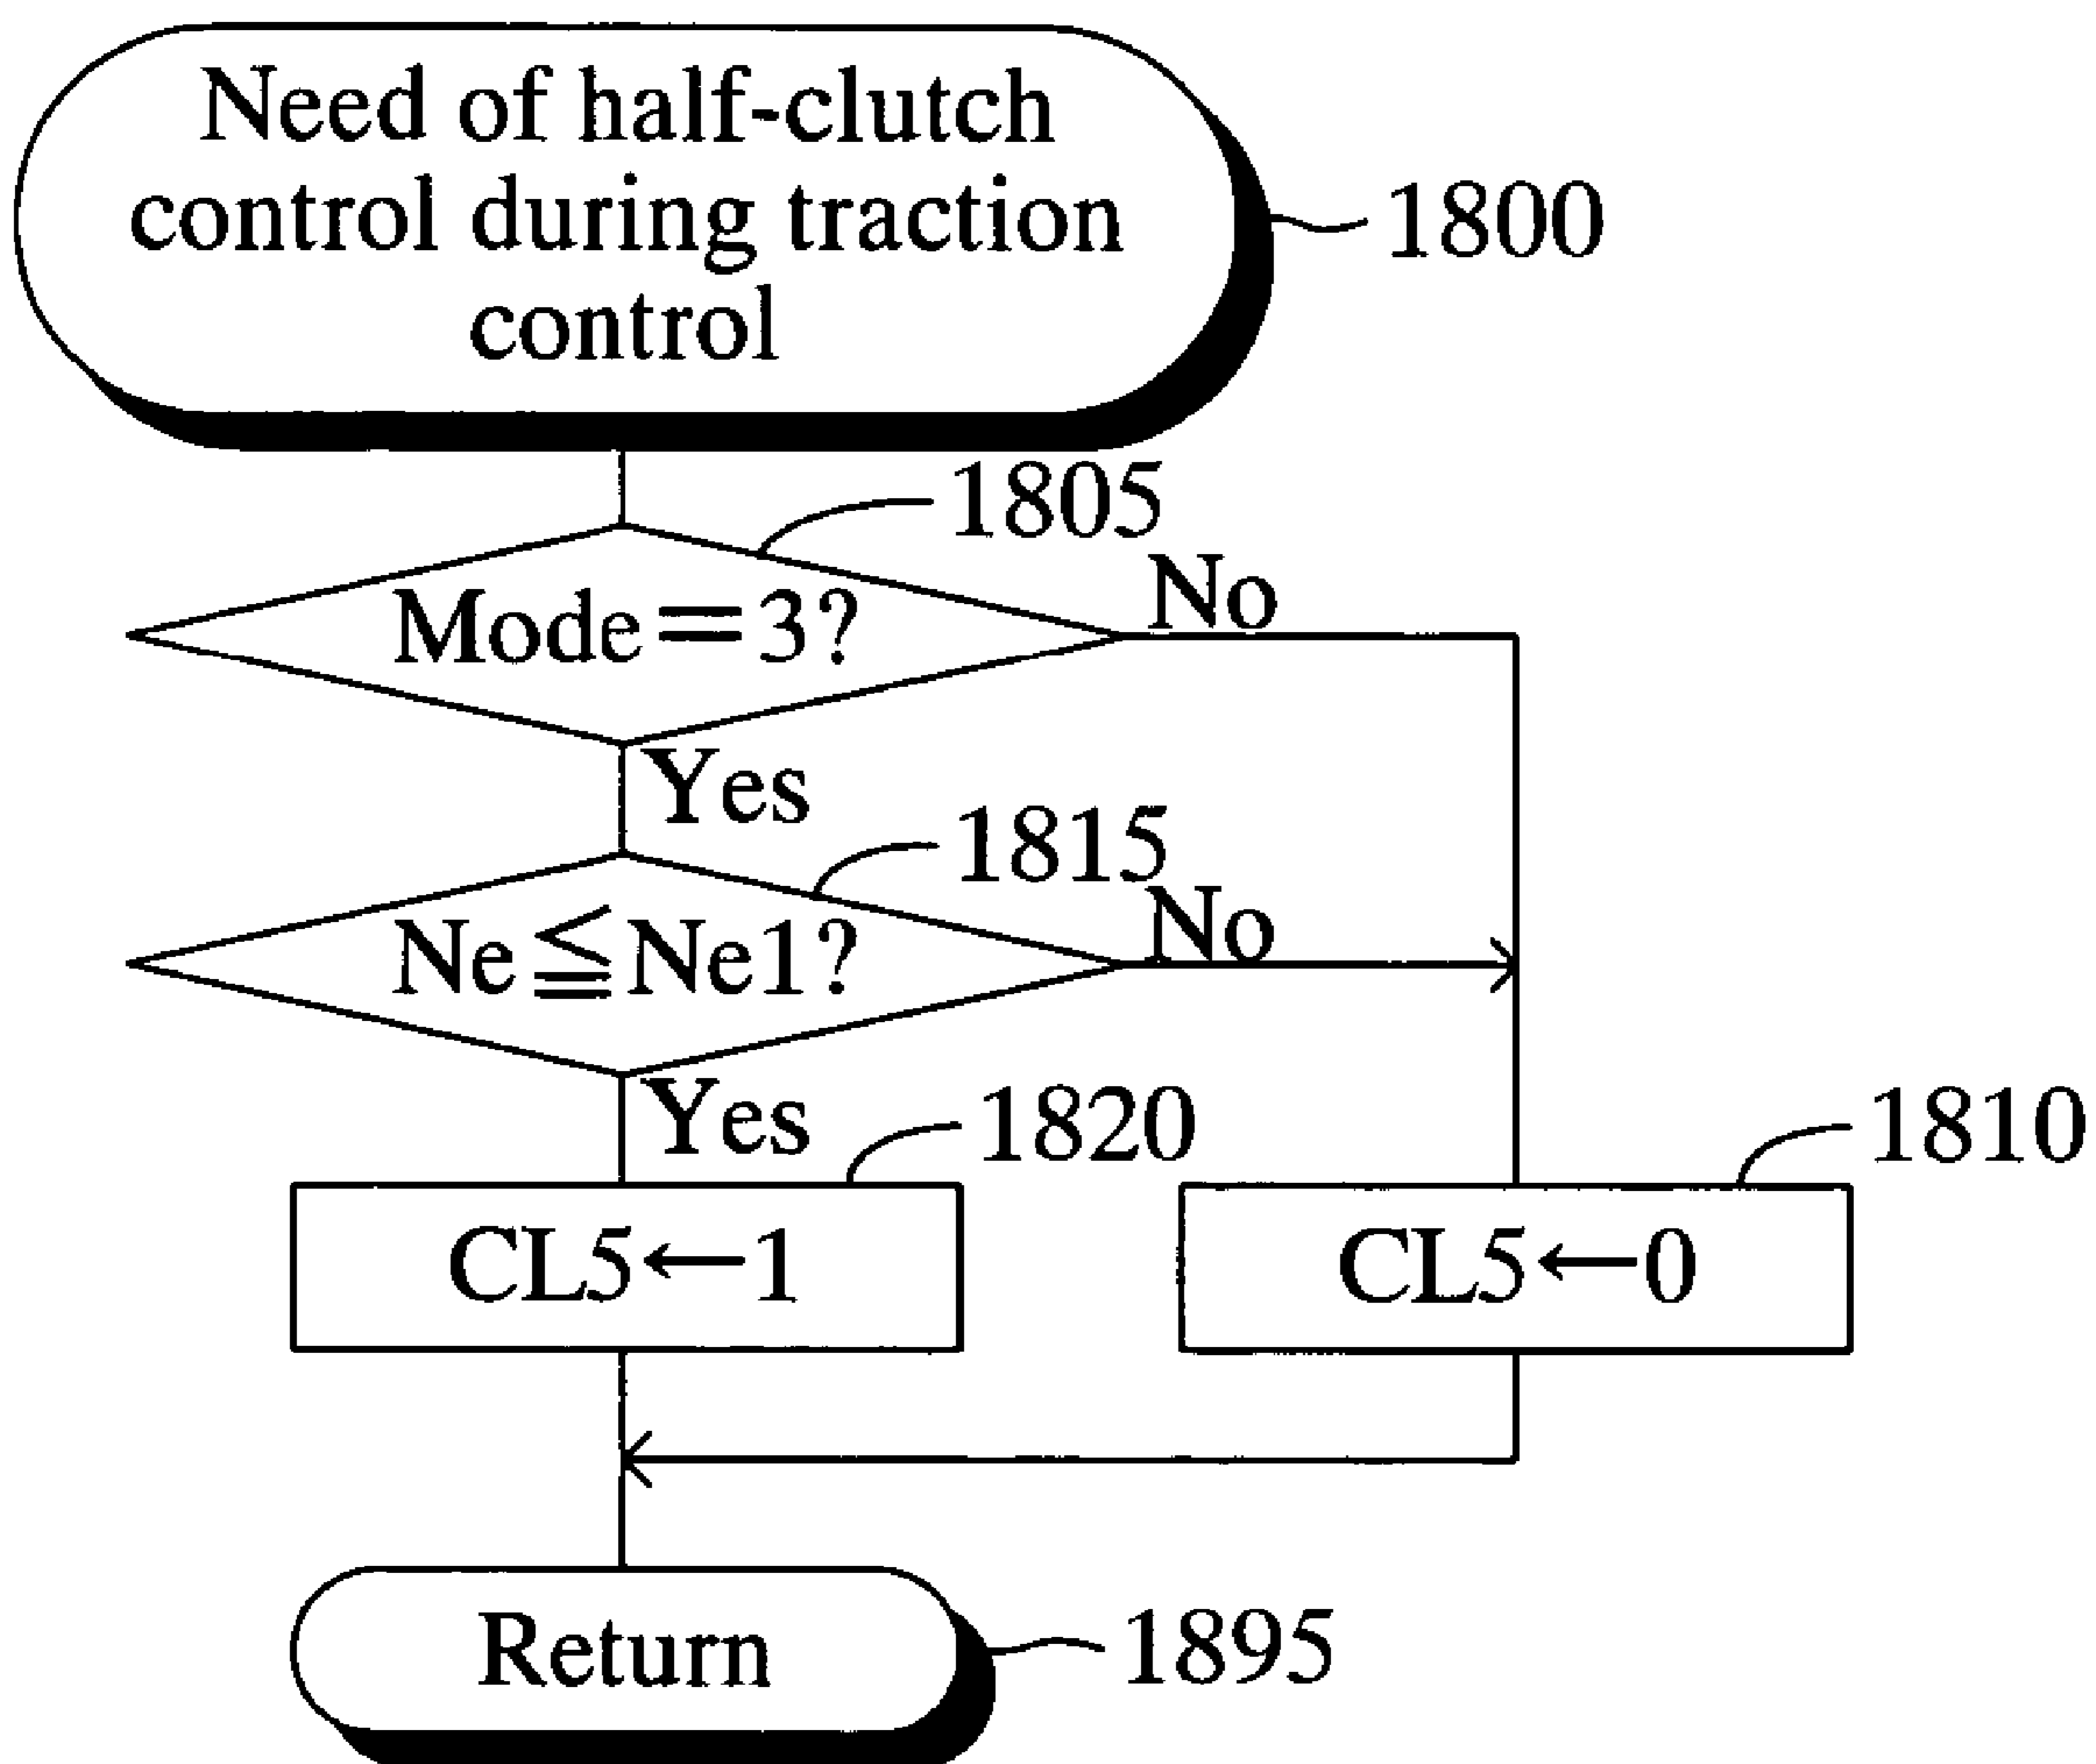 Need of half-clutch
control during traction
control
1800
1805
Mode=3?
No
Yes
1815
Ne≦Ne1?
No
Yes
1820
CL5←1
1810
CL5←0
Return
1895